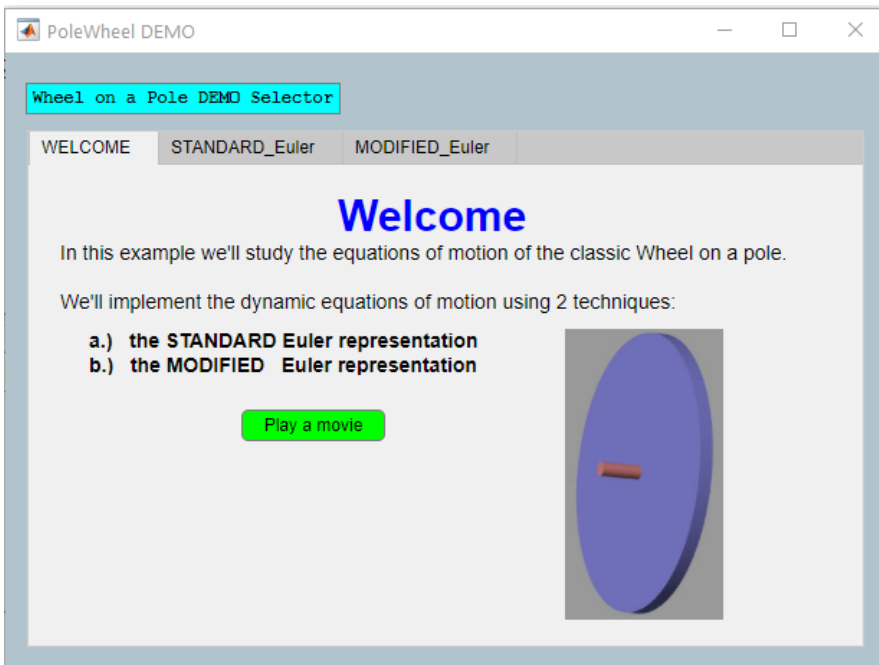 PoleWheel DEMO
Wheel on a Pole DEMO Selector
WELCOME STANDARD_Euler MODIFIED_Euler
Welcome
In this example we'll study the equations of motion of the classic Wheel on a pole.
We'll implement the dynamic equations of motion using 2 techniques:
a.) the STANDARD Euler representation
b.) the MODIFIED Euler representation
Play a movie